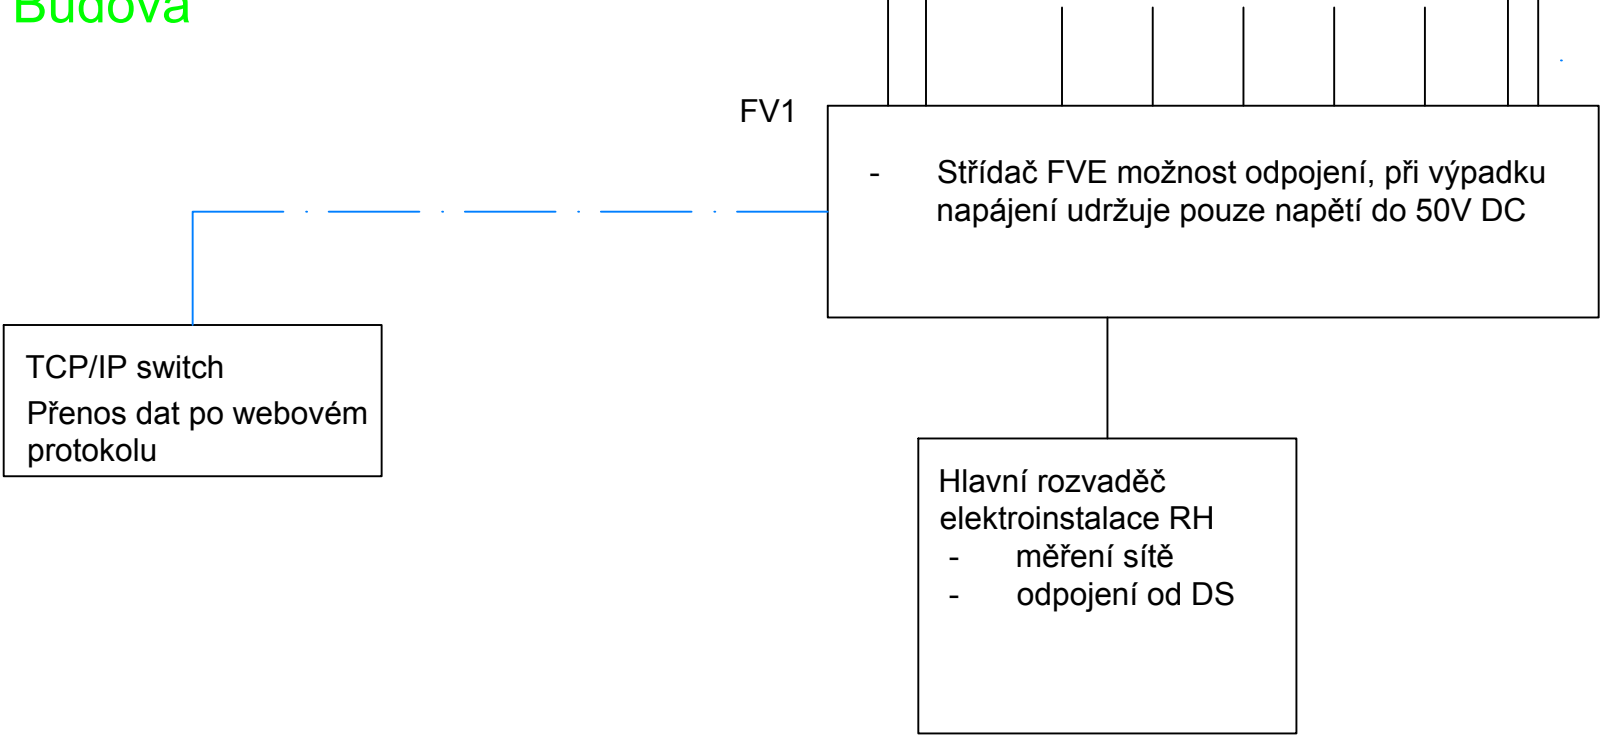 Budova
FV1
- Střídač FVE možnost odpojení, při výpadku
napájení udržuje pouze napětí do 50V DC
TCP/IP switch
Přenos dat po webovém
protokolu
Hlavní rozvaděč
elektroinstalace RH
- měření sítě
- odpojení od DS